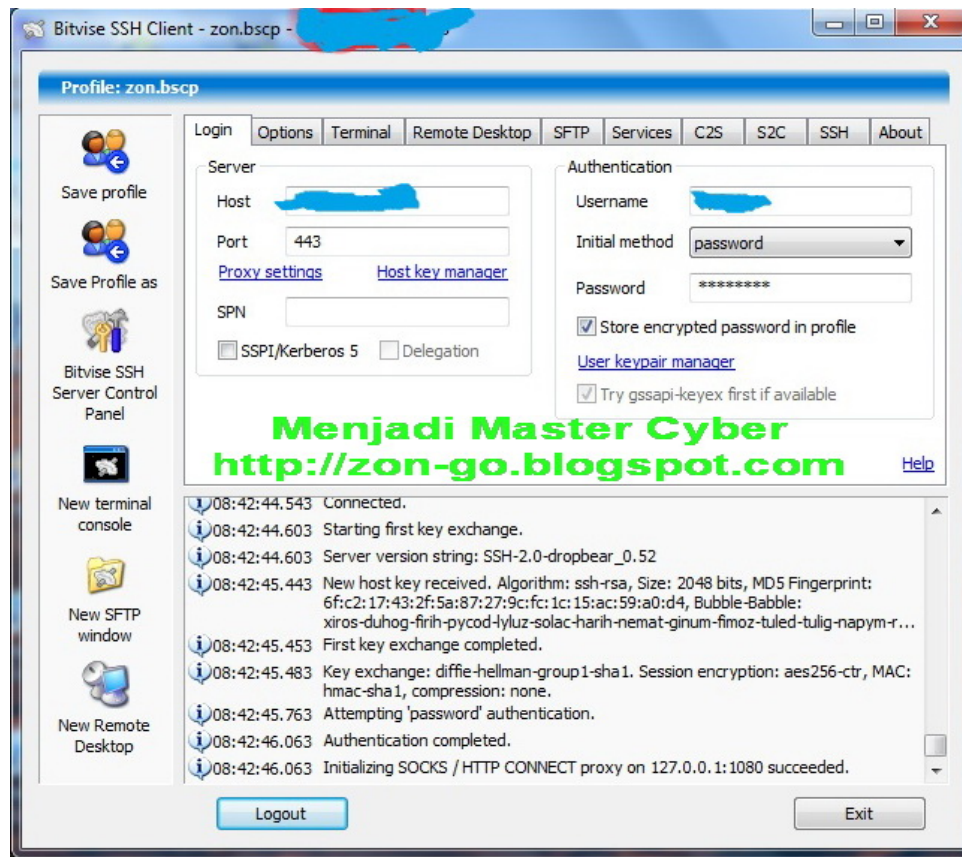 Bitvise SSH Client - zon.bscp -
Profile: zon.bscp
Save profile
Save Profile as
Bitvise SSH
Server Control
Panel
New terminal
console
New SFTP
window
New Remote
Desktop
Login Options Terminal Remote Desktop SFTP Services C2S S2C SSH About
Server
Host
Port 443
Proxy settings Host key manager
SPN
SSPI/Kerberos 5 Delegation
Authentication
Username
Initial method password
Password ********
Store encrypted password in profile
User keypair manager
Try gssapi-keyex first if available
Menjadi Master Cyber
http://zon-go.blogspot.com
Help
08:42:44.543 Connected.
08:42:44.603 Starting first key exchange.
08:42:44.603 Server version string: SSH-2.0-dropbear_0.52
08:42:45.443 New host key received. Algorithm: ssh-rsa, Size: 2048 bits, MD5 Fingerprint:
6f:c2:17:43:2f:5a:87:27:9c:fc:1c:15:ac:59:a0:d4, Bubble-Babble:
xiros-duhog-firih-pycod-lyluz-solac-harih-nemat-ginum-fimoz-tuled-tulig-napym-r...
08:42:45.453 First key exchange completed.
08:42:45.483 Key exchange: diffie-hellman-group1-sha1. Session encryption: aes256-ctr, MAC:
hmac-sha1, compression: none.
08:42:45.763 Attempting 'password' authentication.
08:42:46.063 Authentication completed.
08:42:46.063 Initializing SOCKS / HTTP CONNECT proxy on 127.0.0.1:1080 succeeded.
Logout
Exit